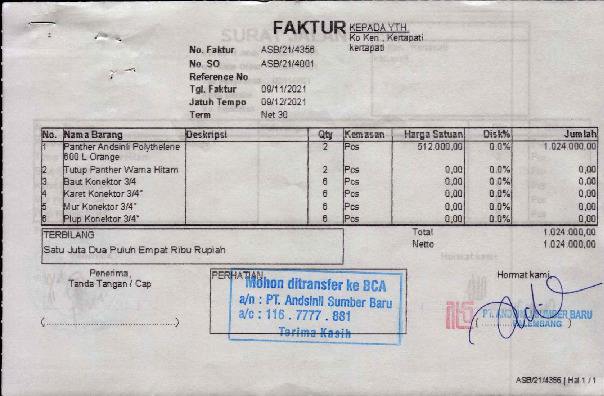 FAKTUR
KEPADA YTH.
Ko Ken., Kertapati
kertapati
No. Faktur ASB/21/4356
No. SO ASB/21/4001
Reference No
Tgl. Faktur 09/11/2021
Jatuh Tempo 09/12/2021
Term Net 30
No. Nama Barang Deskripsi Qty Kemasan Harga Satuan Disk% Jumlah
1 Panther Andsinli Polythelene 2 Pcs 512.000,00 0.0% 1.024.000,00
600 L Orange
2 Tutup Panther Warna Hitam 2 Pcs 0,00 0.0% 0,00
3 Baut Konektor 3/4 6 Pcs 0,00 0.0% 0,00
4 Karet Konektor 3/4" 6 Pcs 0,00 0.0% 0,00
5 Mur Konektor 3/4" 6 Pcs 0,00 0.0% 0,00
6 Plup Konektor 3/4" 6 Pcs 0,00 0.0% 0,00
TERBILANG
Satu Juta Dua Puluh Empat Ribu Rupiah
Total 1.024.000,00
Netto 1.024.000,00
Penerima,
Tanda Tangan / Cap
(..............................)
PERHATIAN
Mohon ditransfer ke BCA
a/n : PT. Andsinli Sumber Baru
a/c : 116 . 7777 . 881
Terima Kasih
Hormat kami,
PT. ANDSINLI SUMBER BARU
PALEMBANG
ASB/21/4356 | Hal 1 / 1